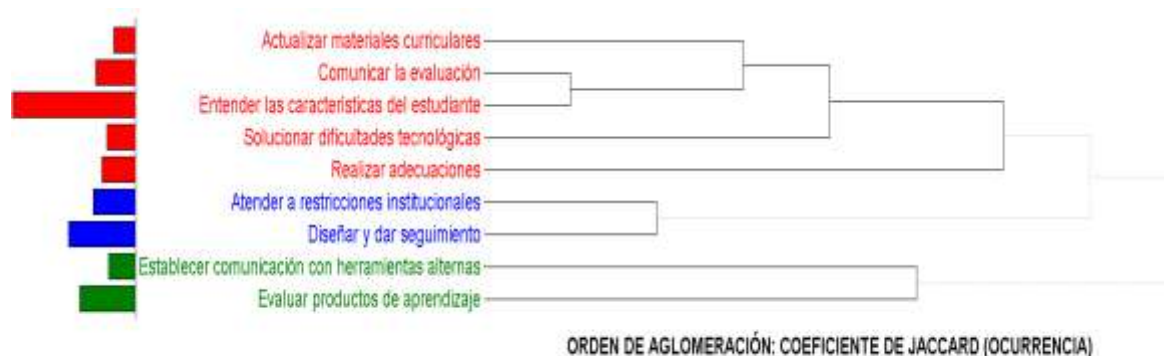 Actualizar materiales curriculares
Comunicar la evaluación
Entender las características del estudiante
Solucionar dificultades tecnológicas
Realizar adecuaciones
Atender a restricciones institucionales
Diseñar y dar seguimiento
Establecer comunicación con herramientas alternas
Evaluar productos de aprendizaje
ORDEN DE AGLOMERACIÓN: COEFICIENTE DE JACCARD (OCURRENCIA)